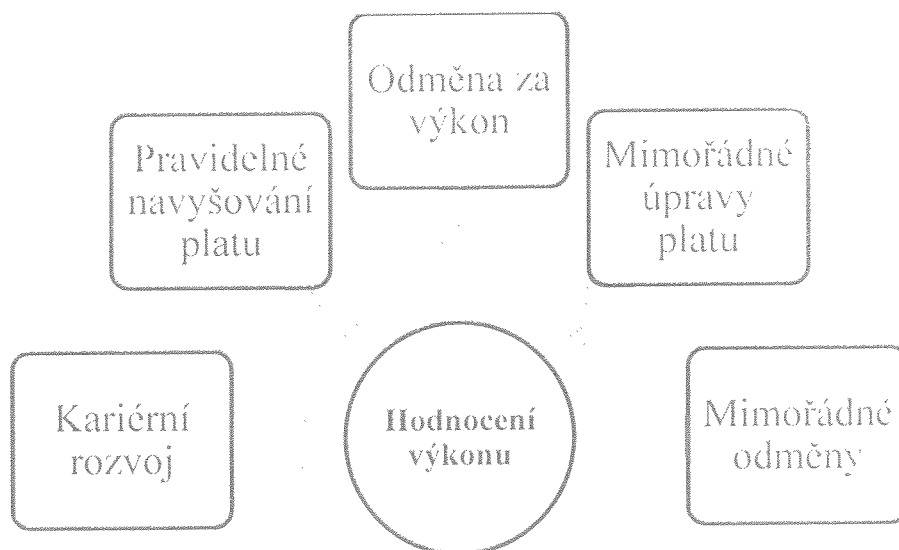 Odměna za
výkon
Pravidelné
navyšování
platu
Mimořádné
úpravy
platu
Kariérní
rozvoj
Hodnocení
výkonu
Mimořádné
odměny